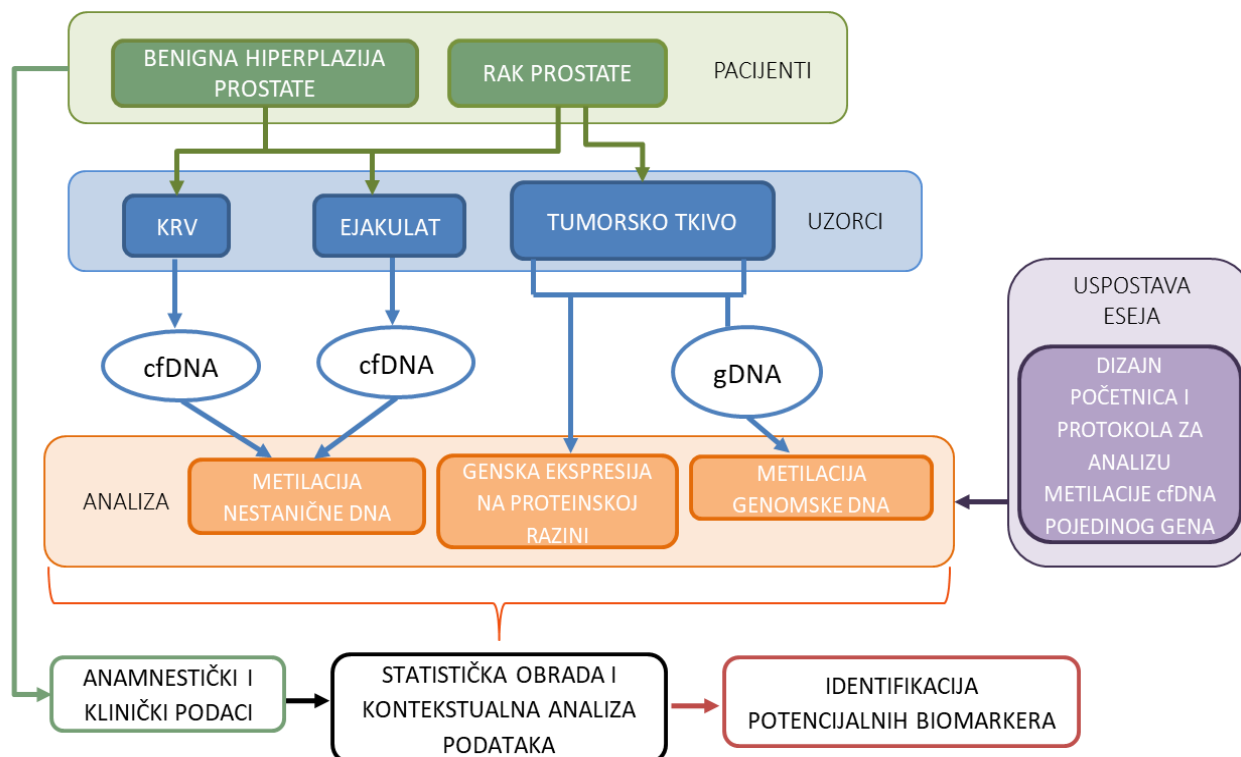 BENIGNA HIPERPLAZIJA
PROSTATE
RAK PROSTATE
PACIJENTI
KRV
EJAKULAT
TUMORSKO TKIVO
UZORCI
cfDNA
cfDNA
gDNA
USPOSTAVA
ESEJA
DIZAJN
POČETNICA I
PROTOKOLA ZA
ANALIZU
METILACIJE cfDNA
POJEDINOG GENA
ANALIZA
METILACIJA
NESTANIČNE DNA
GENSKA EKSPRESIJA
NA PROTEINSKOJ
RAZINI
METILACIJA
GENOMSKE DNA
ANAMNESTIČKI I
KLINIČKI PODACI
STATISTIČKA OBRADA I
KONTEKSTUALNA ANALIZA
PODATAKA
IDENTIFIKACIJA
POTENCIJALNIH BIOMARKERA